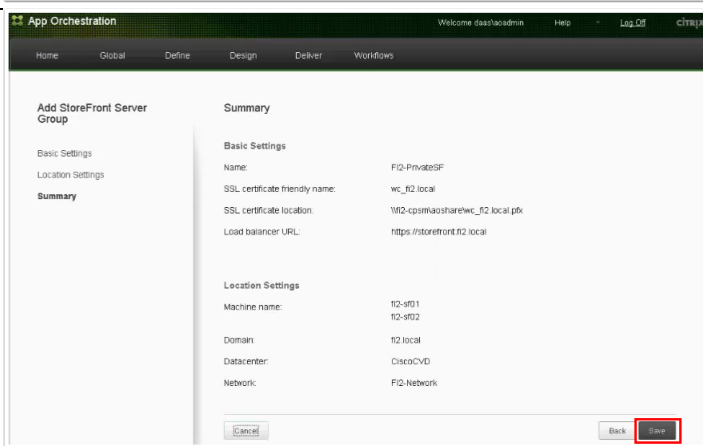 App Orchestration
Welcome daas\aoadmin Help Log Off CITRIX
Home Global Define Design Deliver Workflows
Add StoreFront Server
Group
Basic Settings
Location Settings
Summary
Summary
Basic Settings
Name: FI2-PrivateSF
SSL certificate friendly name: wc_fi2.local
SSL certificate location: \\fi2-cpsm\aoshare\wc_fi2.local.pfx
Load balancer URL: https://storefront.fi2.local
Location Settings
Machine name: fi2-sf01
fi2-sf02
Domain: fi2.local
Datacenter: CiscoCVD
Network: FI2-Network
Cancel Back Save